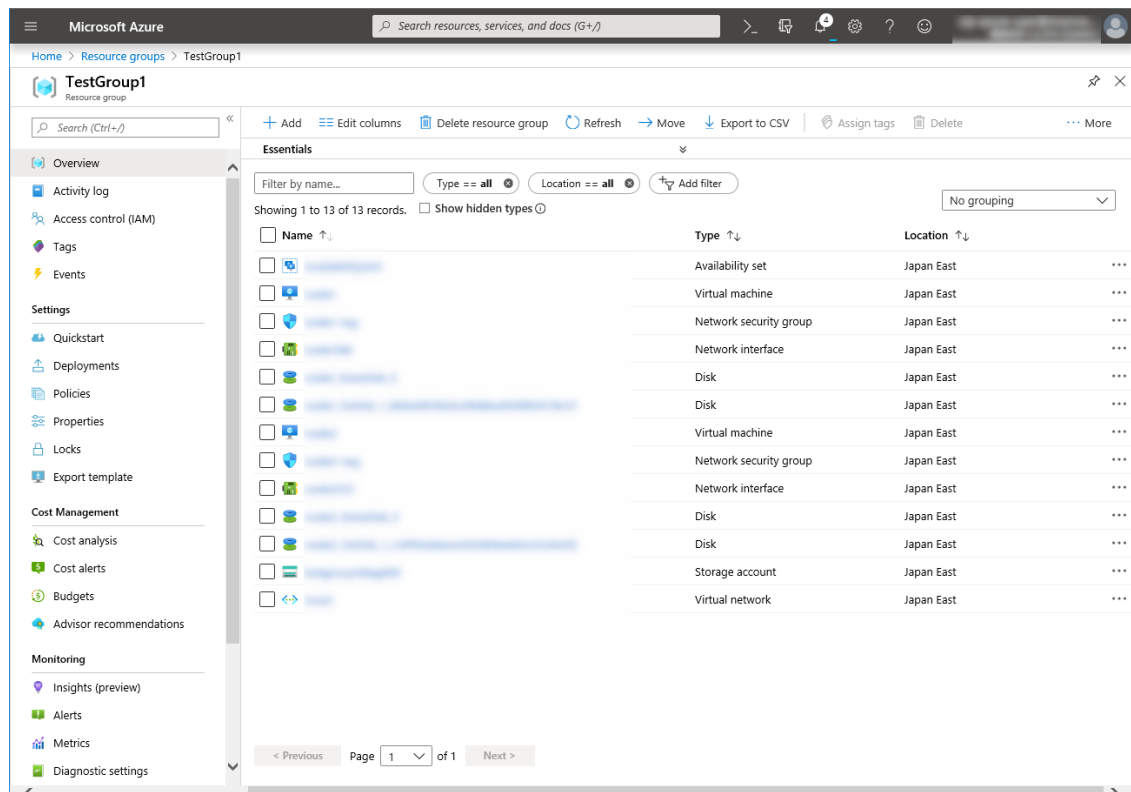 Microsoft Azure
Search resources, services, and docs (G+/)
4
Home > Resource groups > TestGroup1
TestGroup1
Resource group
Search (Ctrl+/)
Overview
Activity log
Access control (IAM)
Tags
Events
Settings
Quickstart
Deployments
Policies
Properties
Locks
Export template
Cost Management
Cost analysis
Cost alerts
Budgets
Advisor recommendations
Monitoring
Insights (preview)
Alerts
Metrics
Diagnostic settings
Add Edit columns Delete resource group Refresh Move Export to CSV Assign tags Delete More
Essentials
Filter by name... Type == all Location == all Add filter
Showing 1 to 13 of 13 records. Show hidden types
No grouping
Name Type Location
Availability set Japan East
Virtual machine Japan East
Network security group Japan East
Network interface Japan East
Disk Japan East
Disk Japan East
Virtual machine Japan East
Network security group Japan East
Network interface Japan East
Disk Japan East
Disk Japan East
Storage account Japan East
Virtual network Japan East
< Previous Page 1 of 1 Next >